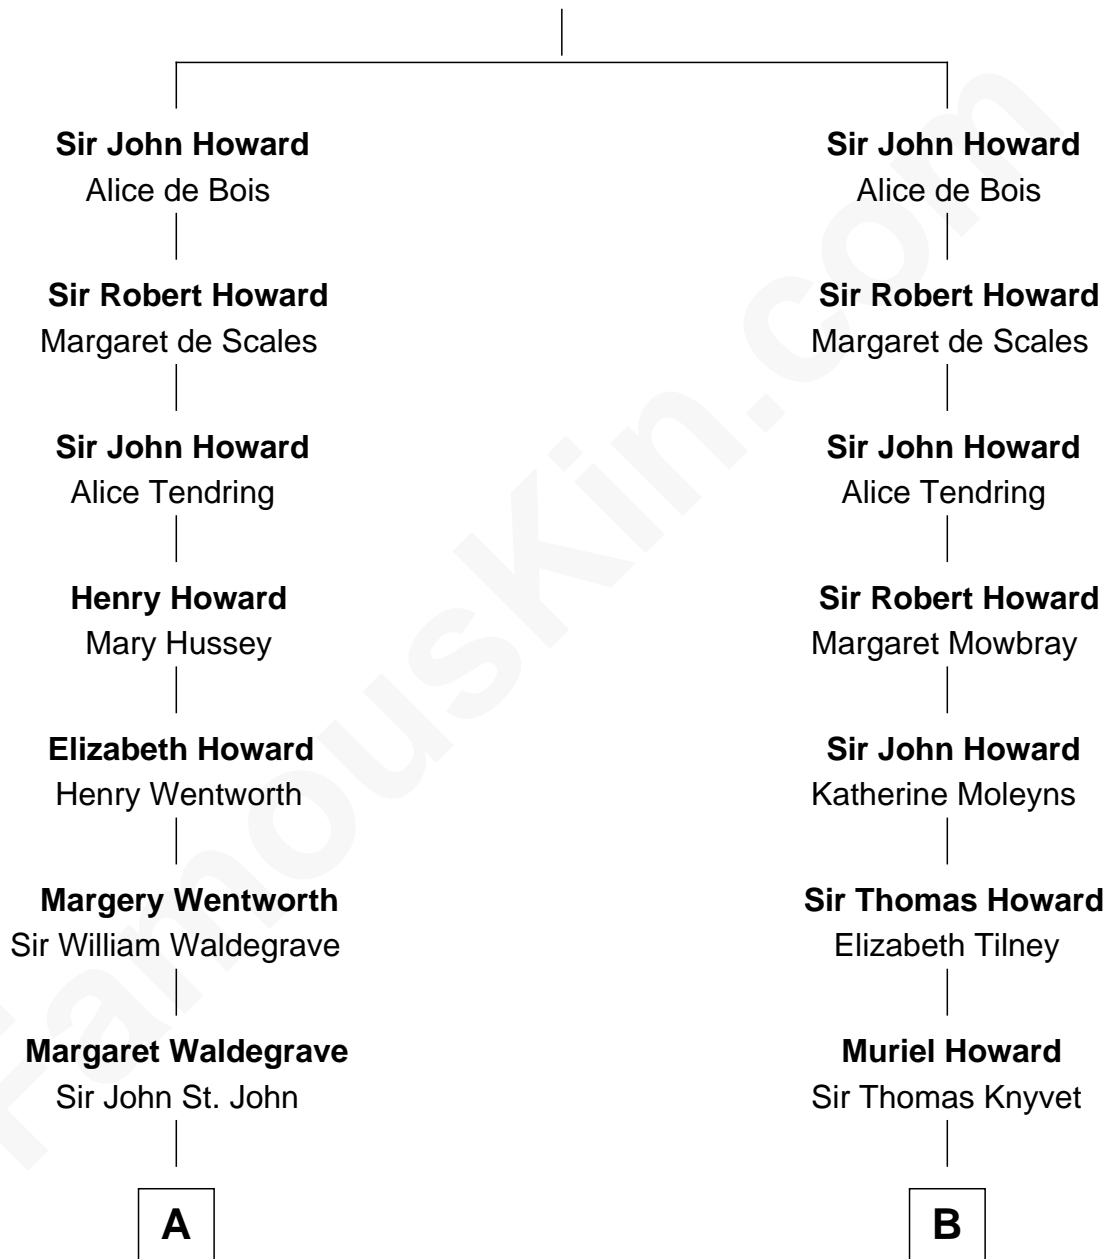 Sir John Howard
Alice de Bois
Sir Robert Howard
Margaret de Scales
Sir John Howard
Alice Tendring
Henry Howard
Mary Hussey
Elizabeth Howard
Henry Wentworth
Margery Wentworth
Sir William Waldegrave
Margaret Waldegrave
Sir John St. John
A
Sir John Howard
Alice de Bois
Sir Robert Howard
Margaret de Scales
Sir John Howard
Alice Tendring
Sir Robert Howard
Margaret Mowbray
Sir John Howard
Katherine Moleyns
Sir Thomas Howard
Elizabeth Tilney
Muriel Howard
Sir Thomas Knyvet
B
FamousKin.com